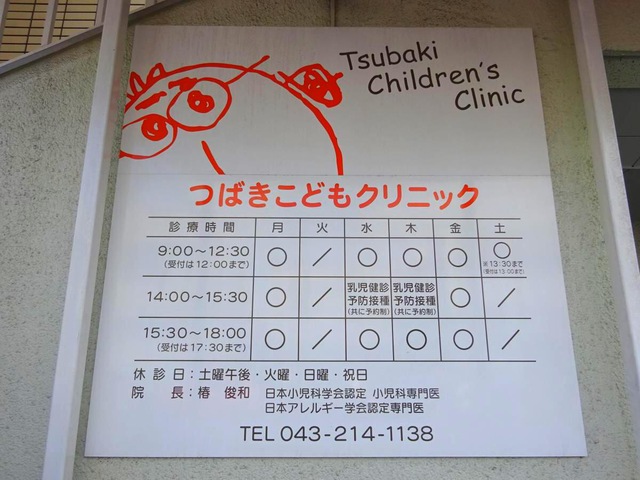 Tsubaki
Children's
Clinic
つばきこどもクリニック
診療時間 月 火 水 木 金 土
9:00〜12:30 ○ ／ ○ ○ ○ ○
(受付は12:00まで) ※13:30まで
(受付は13:00まで)
14:00〜15:30 ○ ／ 乳児健診 乳児健診 ○ ／
予防接種 予防接種
(共に予約制) (共に予約制)
15:30〜18:00 ○ ／ ○ ○ ○ ／
(受付は17:30まで)
休診日：土曜午後・火曜・日曜・祝日
院長：椿 俊和 日本小児科学会認定 小児科専門医
日本アレルギー学会認定専門医
TEL 043-214-1138